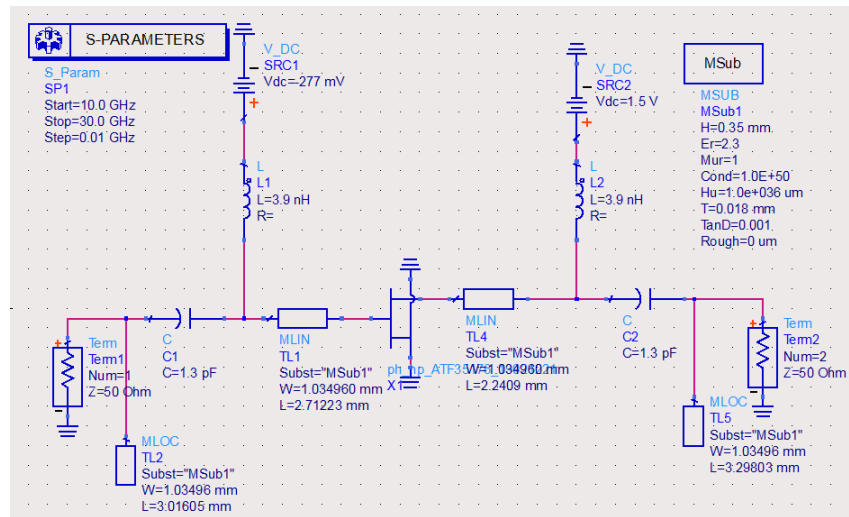 S-PARAMETERS
S_Param
SP1
Start=10.0 GHz
Stop=30.0 GHz
Step=0.01 GHz
V_DC
SRC1
Vdc=-277 mV
V_DC
SRC2
Vdc=1.5 V
MSub
MSUB
MSub1
H=0.35 mm
Er=2.3
Mur=1
Cond=1.0E+50
Hu=1.0e+036 um
T=0.018 mm
TanD=0.001
Rough=0 um
L
L1
L=3.9 nH
R=
L
L2
L=3.9 nH
R=
Term
Term1
Num=1
Z=50 Ohm
C
C1
C=1.3 pF
MLIN
TL1
Subst="MSub1"
W=1.034960 mm
L=2.71223 mm
X1
MLIN
TL4
Subst="MSub1"
L=2.2409 mm
C
C2
C=1.3 pF
Term
Term2
Num=2
Z=50 Ohm
MLOC
TL2
Subst="MSub1"
W=1.03496 mm
L=3.01605 mm
MLOC
TL5
Subst="MSub1"
W=1.03496 mm
L=3.29803 mm